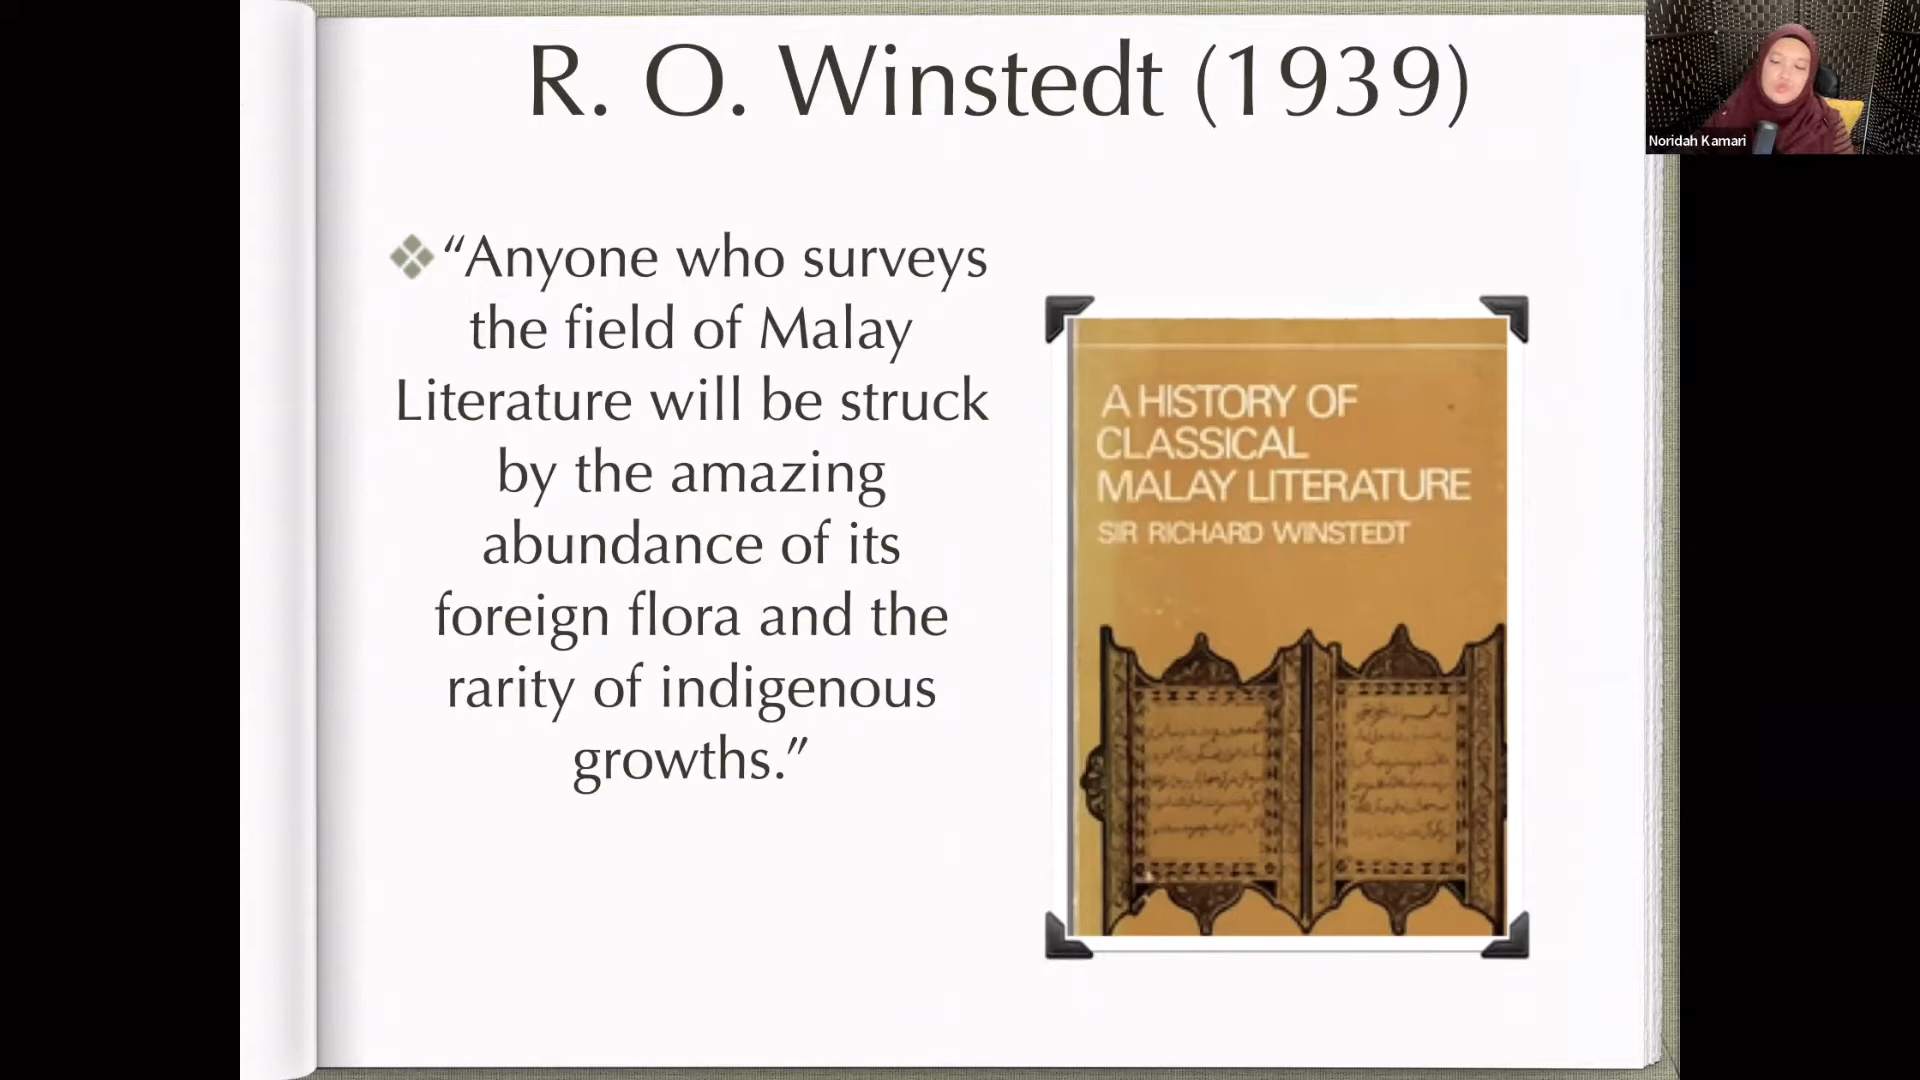 R. O. Winstedt (1939)
Noridah Kamari
“Anyone who surveys
the field of Malay
Literature will be struck
by the amazing
abundance of its
foreign flora and the
rarity of indigenous
growths.”
A HISTORY OF
CLASSICAL
MALAY LITERATURE
SIR RICHARD WINSTEDT